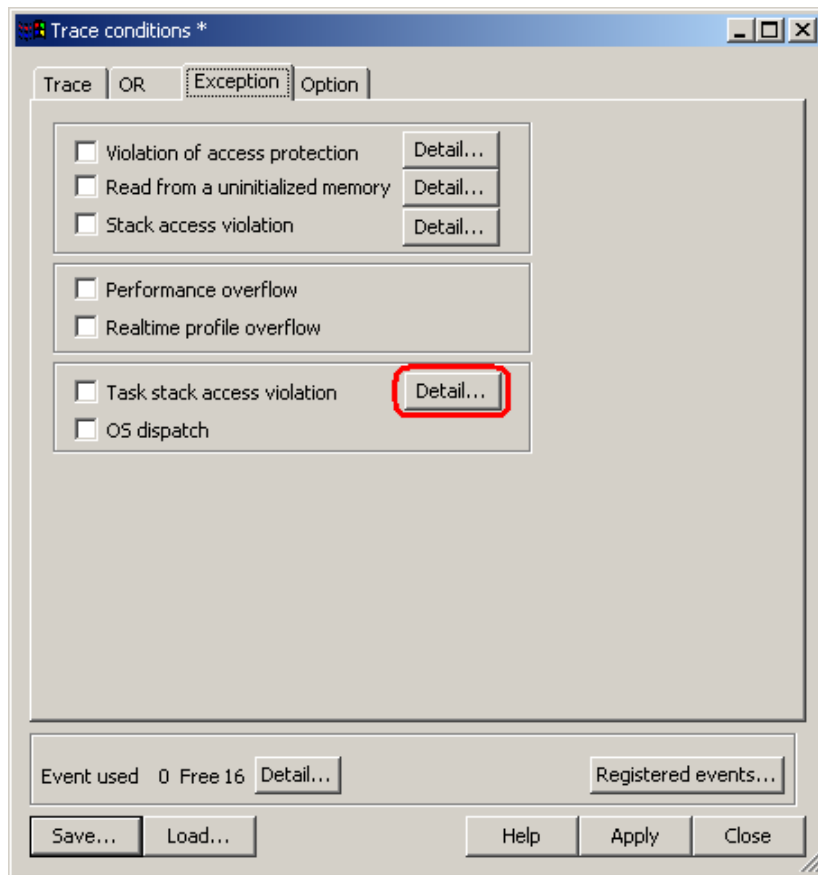 Trace conditions *
Trace OR Exception Option
Violation of access protection Detail...
Read from a uninitialized memory Detail...
Stack access violation Detail...
Performance overflow
Realtime profile overflow
Task stack access violation Detail...
OS dispatch
Event used 0 Free 16 Detail... Registered events...
Save... Load... Help Apply Close